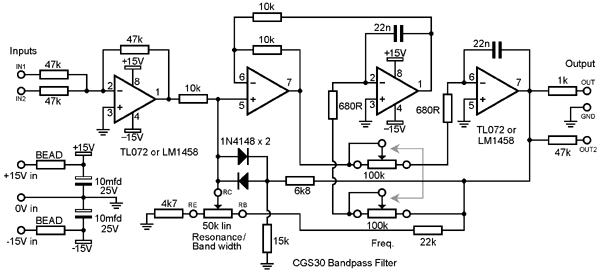 10k
10k
22n
+15V
22n
Inputs
47k
+15V
Output
IN1
47k
IN2
47k
2
8
1
3
4
−15V
10k
6
5
7
2
8
1
3
4
−15V
6
5
7
1k
OUT
GND
680R
680R
TL072 or LM1458
TL072 or LM1458
1N4148 x 2
47k
OUT2
BEAD
+15V
+15V in
10mfd
25V
0V in
BEAD
10mfd
25V
-15V in
-15V
100k
RC
6k8
4k7
RE
RB
50k lin
Resonance/
Band width
15k
100k
Freq.
22k
CGS30 Bandpass Filter